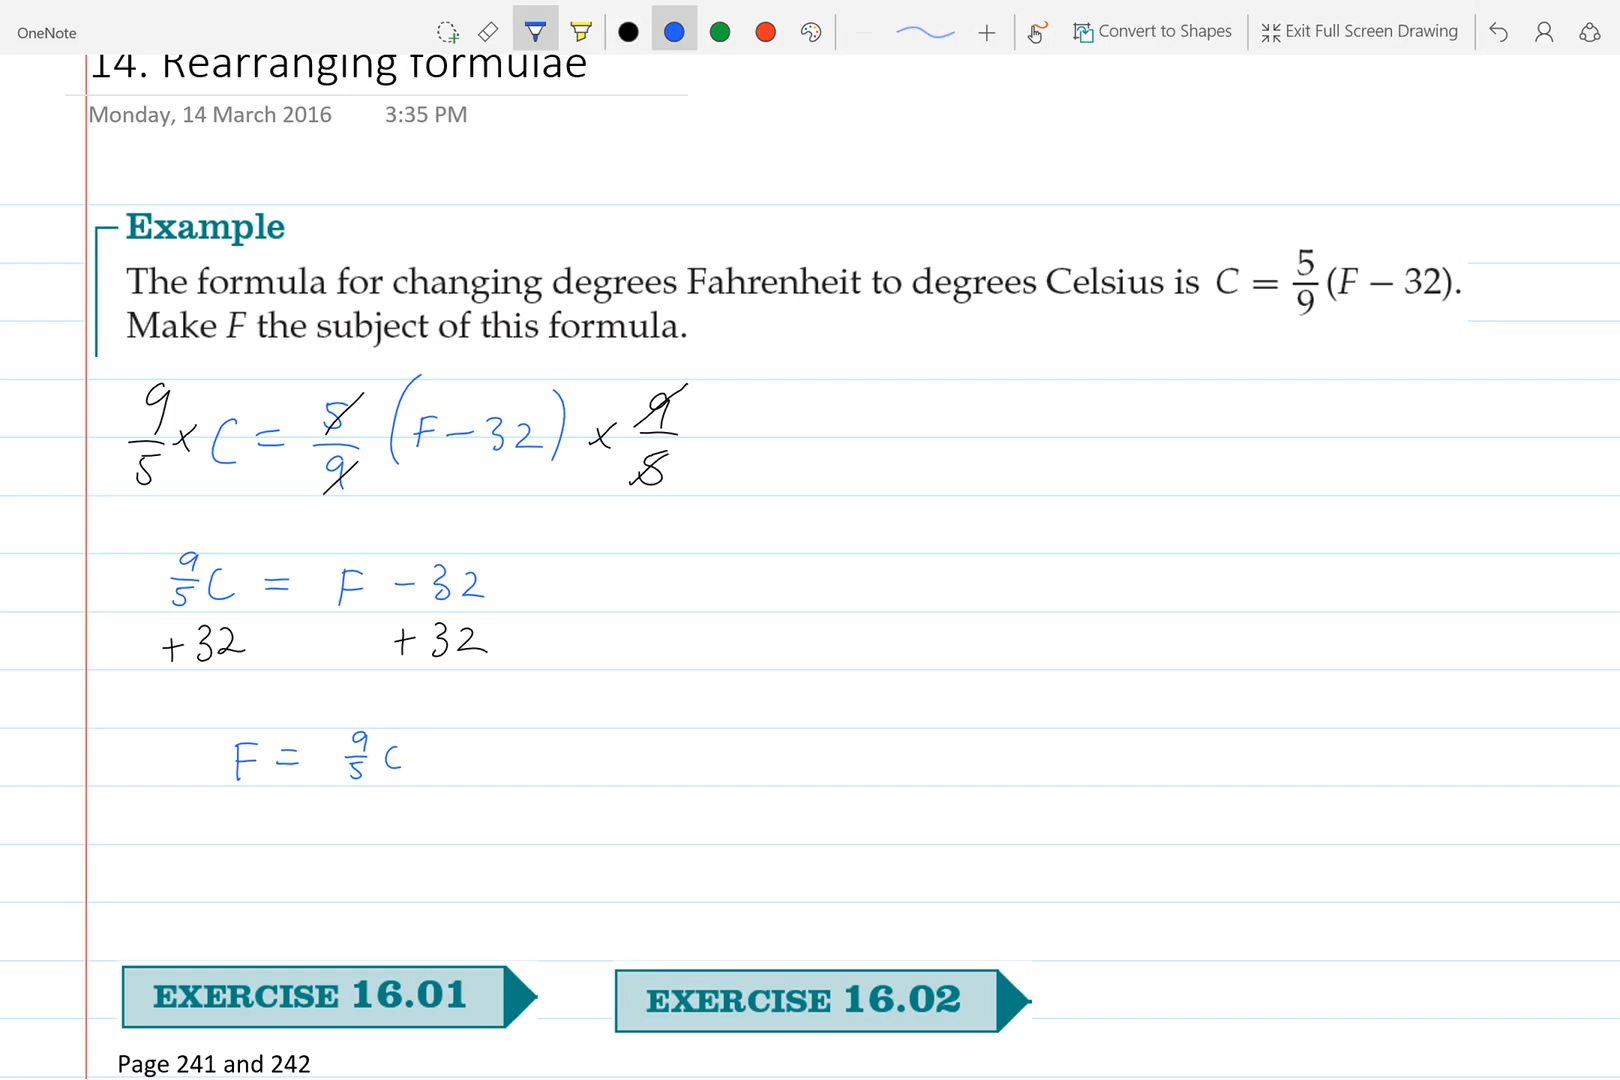 OneNote
Convert to Shapes
Exit Full Screen Drawing
14. Rearranging formulae
Monday, 14 March 2016 3:35 PM
Example
The formula for changing degrees Fahrenheit to degrees Celsius is C = 5/9 (F − 32).
Make F the subject of this formula.
9/5 × C = 5/9 (F − 32) × 9/5
9/5 C = F − 32
+32 +32
F = 9/5 C
EXERCISE 16.01 EXERCISE 16.02
Page 241 and 242